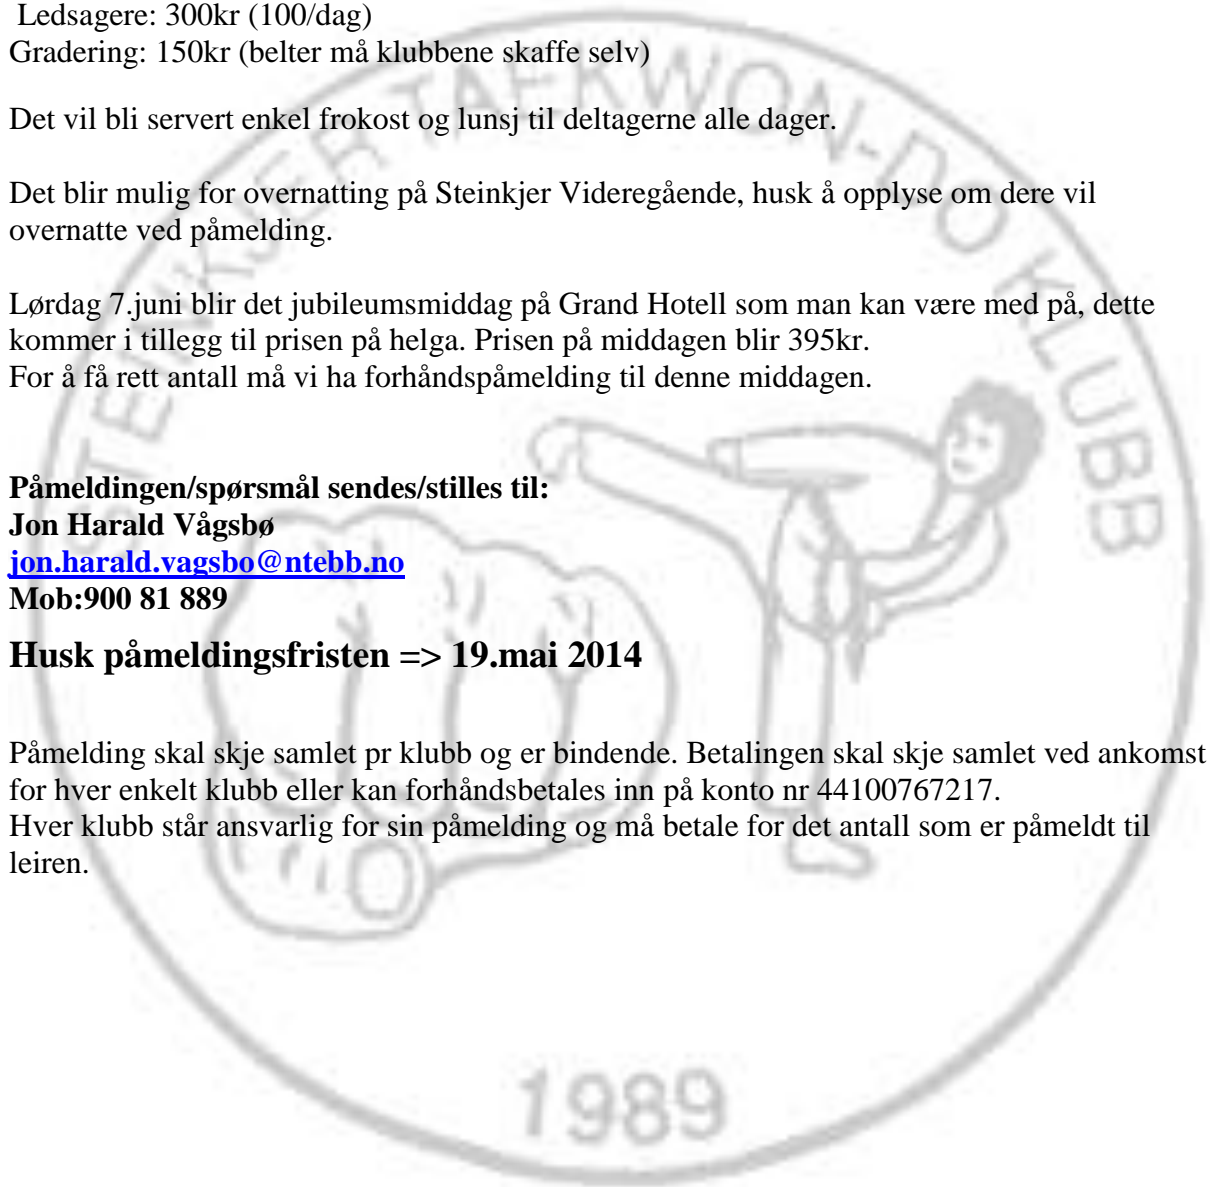 Ledsagere: 300kr (100/dag)
Gradering: 150kr (belter må klubbene skaffe selv)
Det vil bli servert enkel frokost og lunsj til deltagerne alle dager.
Det blir mulig for overnatting på Steinkjer Videregående, husk å opplyse om dere vil
overnatte ved påmelding.
Lørdag 7.juni blir det jubileumsmiddag på Grand Hotell som man kan være med på, dette
kommer i tillegg til prisen på helga. Prisen på middagen blir 395kr.
For å få rett antall må vi ha forhåndspåmelding til denne middagen.
Påmeldingen/spørsmål sendes/stilles til:
Jon Harald Vågsbø
jon.harald.vagsbo@ntebb.no
Mob:900 81 889
Husk påmeldingsfristen => 19.mai 2014
Påmelding skal skje samlet pr klubb og er bindende. Betalingen skal skje samlet ved ankomst
for hver enkelt klubb eller kan forhåndsbetales inn på konto nr 44100767217.
Hver klubb står ansvarlig for sin påmelding og må betale for det antall som er påmeldt til
leiren.
STEINKJER TAEKWON-DO KLUBB
1989